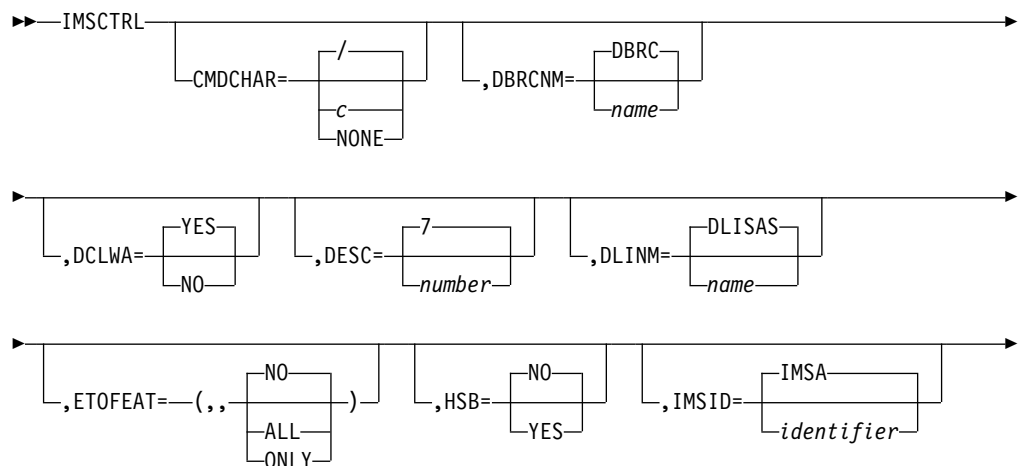 IMSCTRL
CMDCHAR= / ,DBRCNM= DBRC
c name
NONE
,DCLWA= YES ,DESC= 7 ,DLINM= DLISAS
NO number name
,ETOFEAT= (,, NO ) ,HSB= NO ,IMSID= IMSA
ALL YES identifier
ONLY